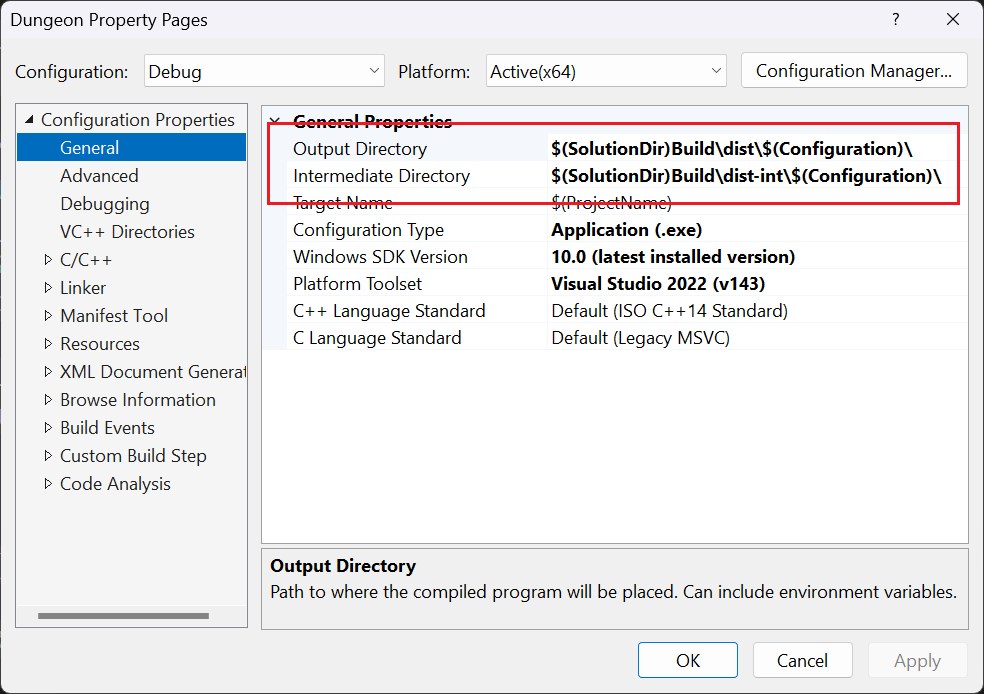 Dungeon Property Pages
?
Configuration: Debug Platform: Active(x64) Configuration Manager...
Configuration Properties
General
Advanced
Debugging
VC++ Directories
C/C++
Linker
Manifest Tool
Resources
XML Document Generat
Browse Information
Build Events
Custom Build Step
Code Analysis
General Properties
Output Directory $(SolutionDir)Build\dist\$(Configuration)\
Intermediate Directory $(SolutionDir)Build\dist-int\$(Configuration)\
Target Name $(ProjectName)
Configuration Type Application (.exe)
Windows SDK Version 10.0 (latest installed version)
Platform Toolset Visual Studio 2022 (v143)
C++ Language Standard Default (ISO C++14 Standard)
C Language Standard Default (Legacy MSVC)
Output Directory
Path to where the compiled program will be placed. Can include environment variables.
OK Cancel Apply